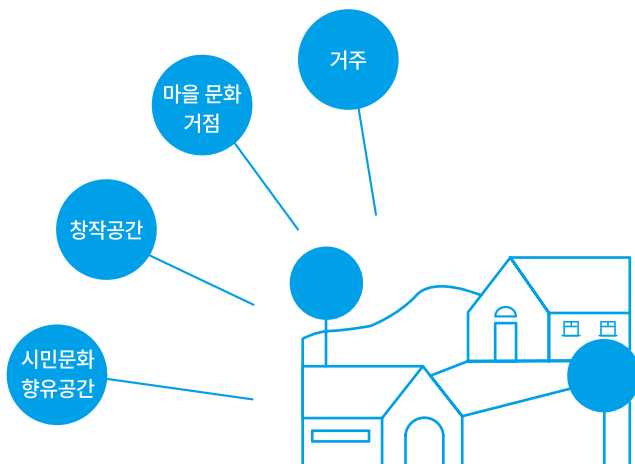 거주
마을 문화
거점
창작공간
시민문화
향유공간